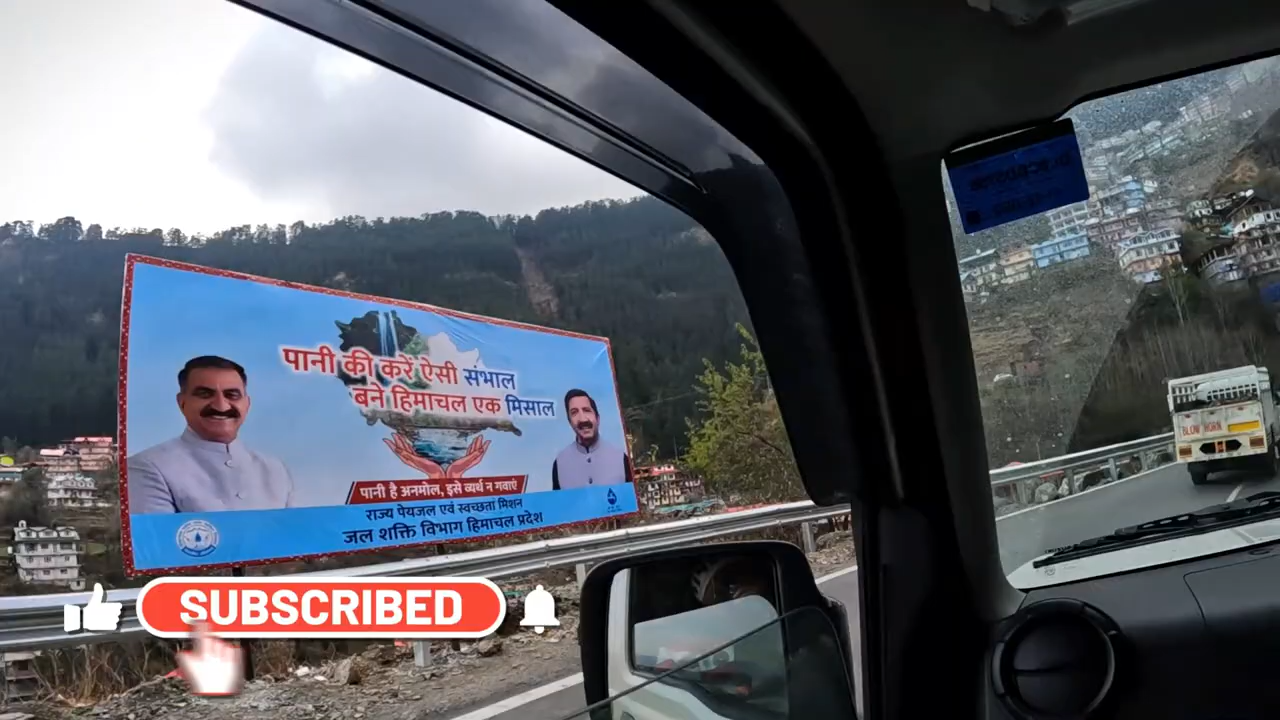 पानी की करें ऐसी संभाल
बने हिमाचल एक मिसाल
पानी है अनमोल, इसे व्यर्थ न गवाएं
राज्य पेयजल एवं स्वच्छता मिशन
जल शक्ति विभाग हिमाचल प्रदेश
BLOW HORN
SUBSCRIBED